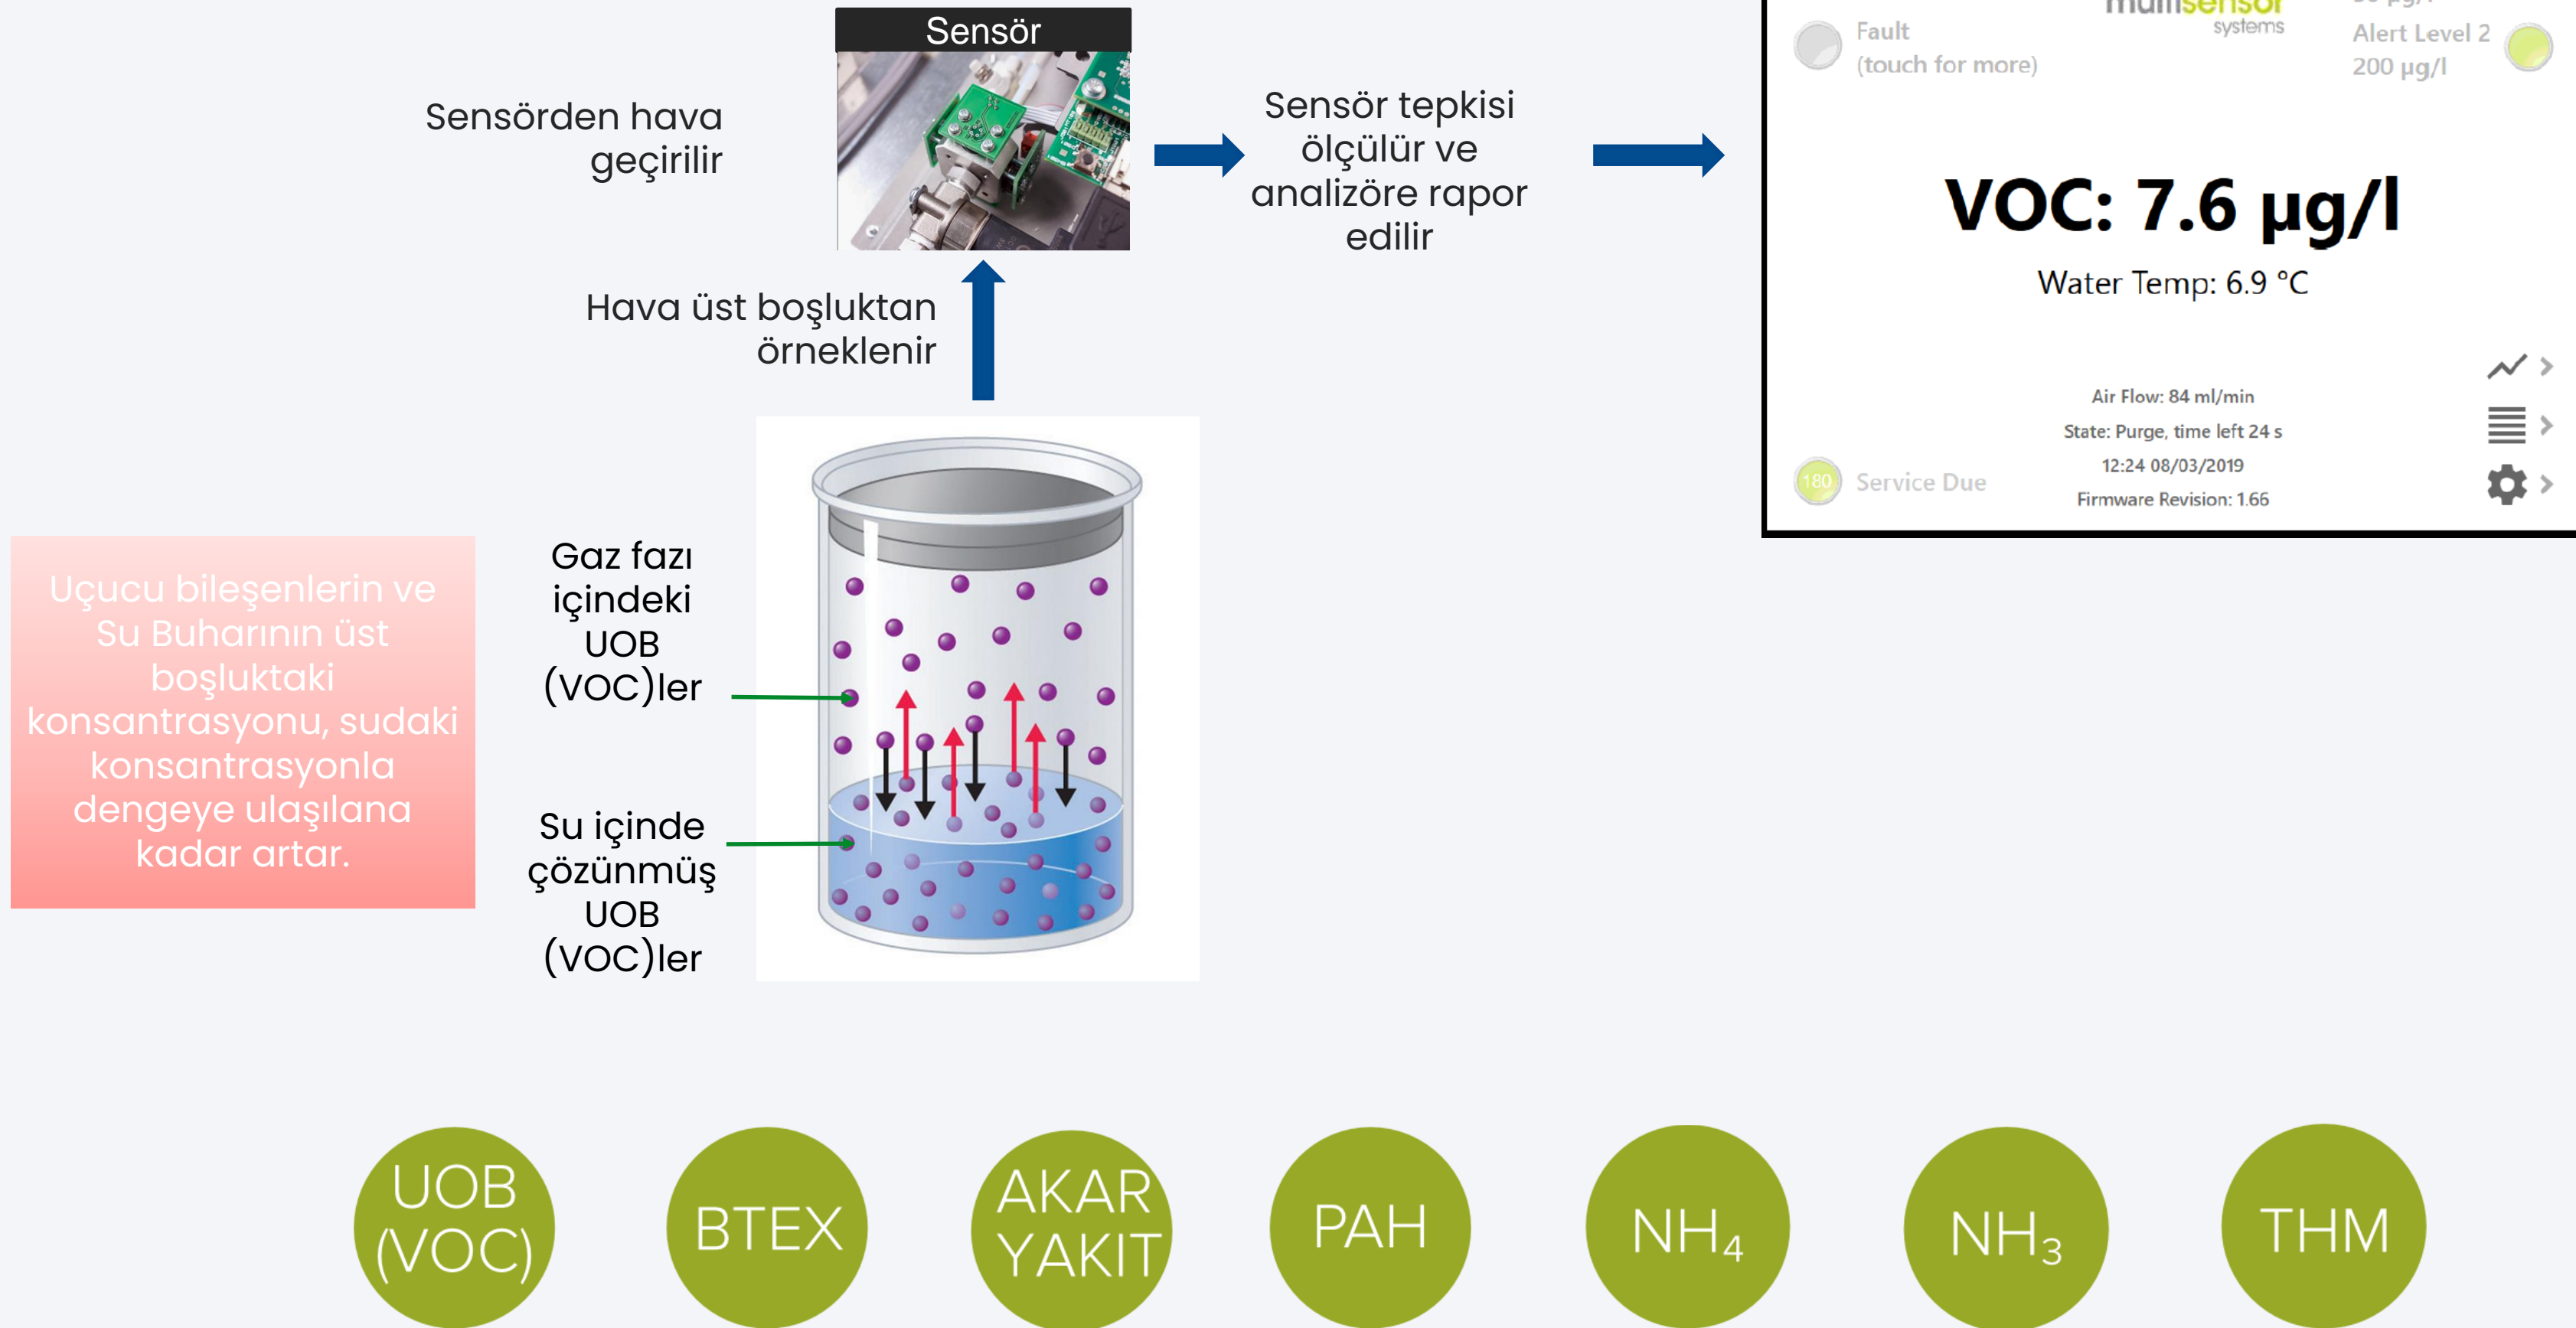 Sensör
Sensörden hava
geçirilir
Sensör tepkisi
ölçülür ve
analizöre rapor
edilir
Hava üst boşluktan
örneklenir
multisensor
systems
Fault
(touch for more)
Alert Level 2
200 µg/l
VOC: 7.6 µg/l
Water Temp: 6.9 °C
Air Flow: 84 ml/min
State: Purge, time left 24 s
12:24 08/03/2019
Firmware Revision: 1.66
180 Service Due
Uçucu bileşenlerin ve
Su Buharının üst
boşluktaki
konsantrasyonu, sudaki
konsantrasyonla
dengeye ulaşılana
kadar artar.
Gaz fazı
içindeki
UOB
(VOC)ler
Su içinde
çözünmüş
UOB
(VOC)ler
UOB
(VOC)
BTEX
AKAR
YAKIT
PAH
NH₄
NH₃
THM